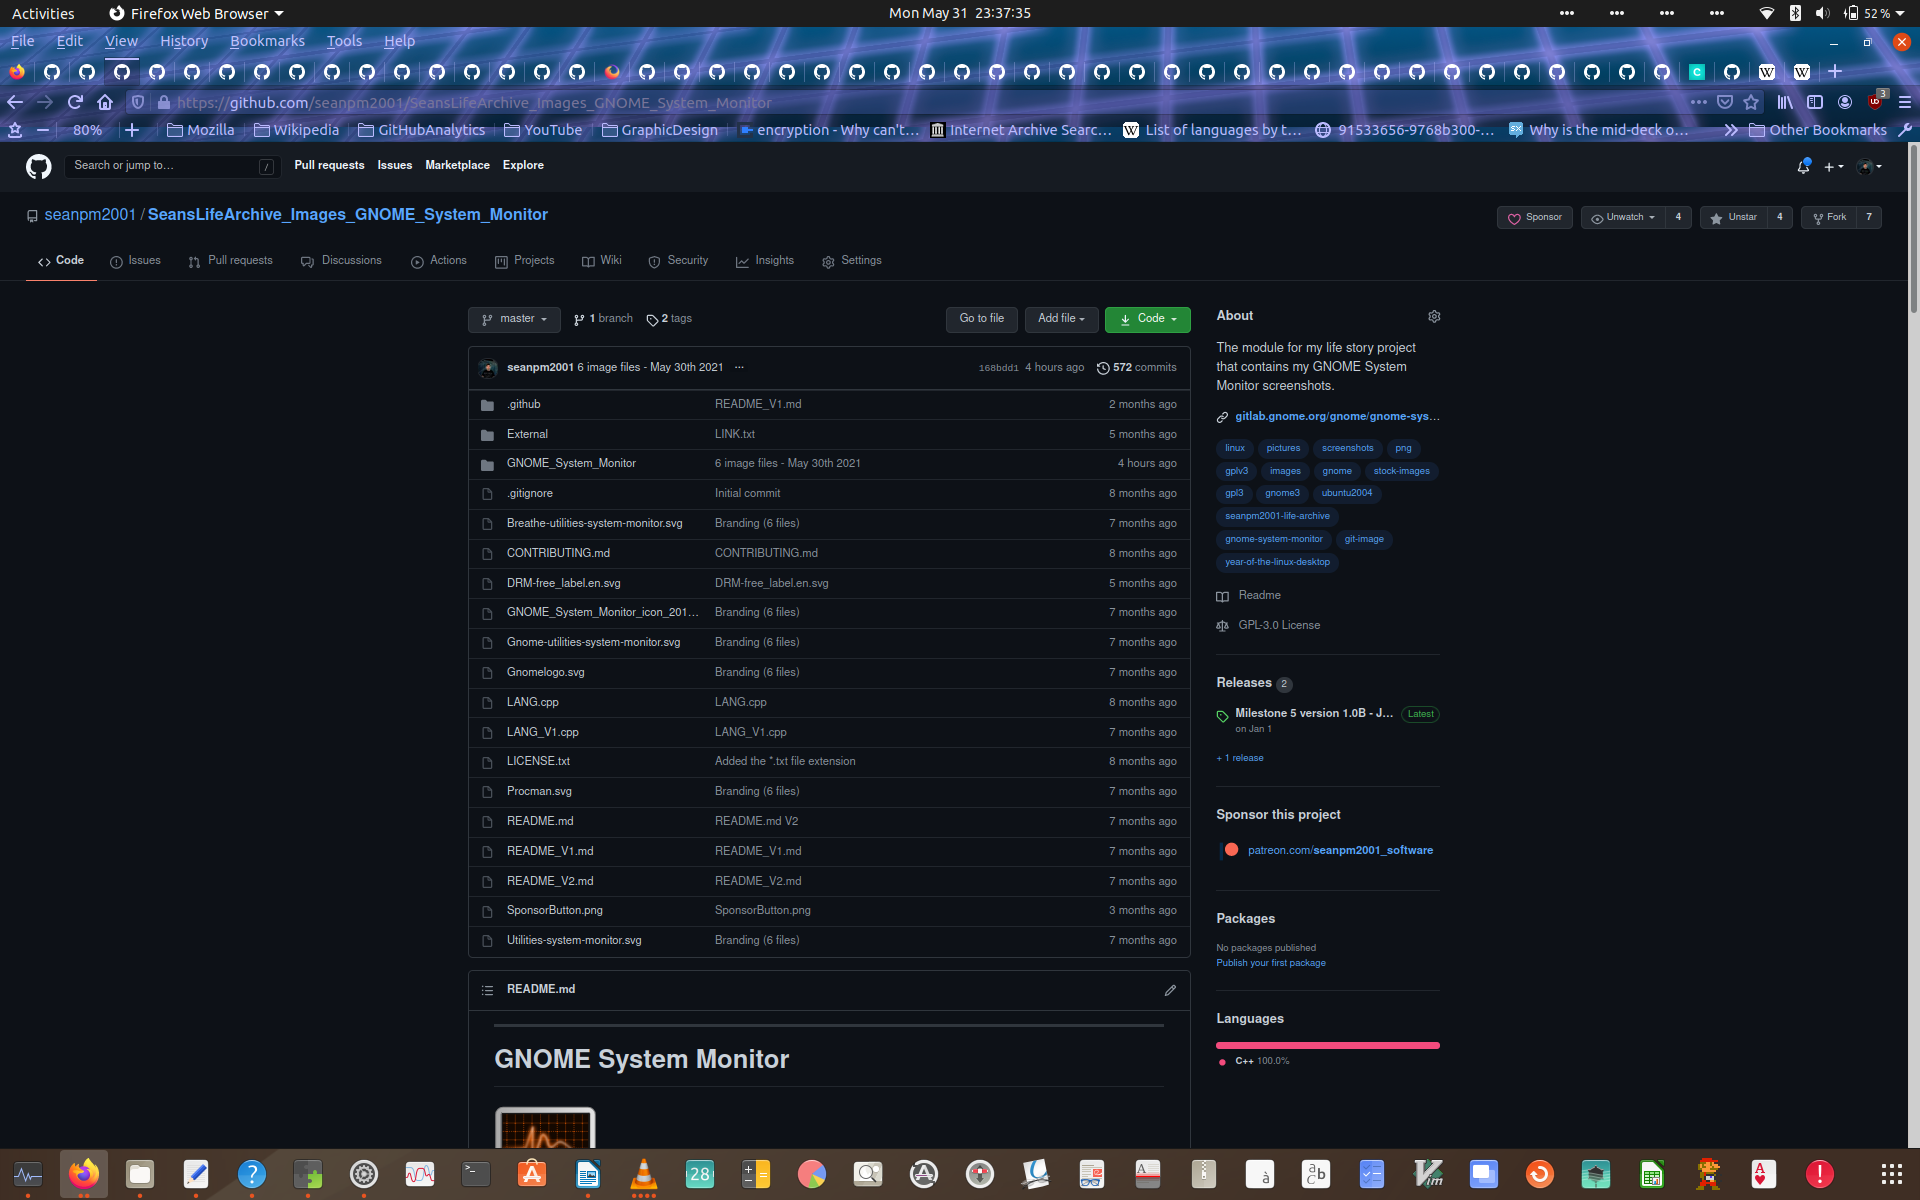 Activities Firefox Web Browser Mon May 31 23:37:35 52 %
File Edit View History Bookmarks Tools Help
https://github.com/seanpm2001/SeansLifeArchive_Images_GNOME_System_Monitor 3
80% Mozilla Wikipedia GitHubAnalytics YouTube GraphicDesign encryption - Why can't... Internet Archive Searc... List of languages by t... 91533656-9768b300-... Why is the mid-deck o... Other Bookmarks
Search or jump to... / Pull requests Issues Marketplace Explore
seanpm2001 / SeansLifeArchive_Images_GNOME_System_Monitor Sponsor Unwatch 4 Unstar 4 Fork 7
Code Issues Pull requests Discussions Actions Projects Wiki Security Insights Settings
master 1 branch 2 tags Go to file Add file Code
seanpm2001 6 image files - May 30th 2021 ... 168bdd1 4 hours ago 572 commits
.github README_V1.md 2 months ago
External LINK.txt 5 months ago
GNOME_System_Monitor 6 image files - May 30th 2021 4 hours ago
.gitignore Initial commit 8 months ago
Breathe-utilities-system-monitor.svg Branding (6 files) 7 months ago
CONTRIBUTING.md CONTRIBUTING.md 8 months ago
DRM-free_label.en.svg DRM-free_label.en.svg 5 months ago
GNOME_System_Monitor_icon_201... Branding (6 files) 7 months ago
Gnome-utilities-system-monitor.svg Branding (6 files) 7 months ago
Gnomelogo.svg Branding (6 files) 7 months ago
LANG.cpp LANG.cpp 8 months ago
LANG_V1.cpp LANG_V1.cpp 7 months ago
LICENSE.txt Added the *.txt file extension 8 months ago
Procman.svg Branding (6 files) 7 months ago
README.md README.md V2 7 months ago
README_V1.md README_V1.md 7 months ago
README_V2.md README_V2.md 7 months ago
SponsorButton.png SponsorButton.png 3 months ago
Utilities-system-monitor.svg Branding (6 files) 7 months ago
README.md
GNOME System Monitor
About
The module for my life story project
that contains my GNOME System
Monitor screenshots.
gitlab.gnome.org/gnome/gnome-sys...
linux pictures screenshots png
gplv3 images gnome stock-images
gpl3 gnome3 ubuntu2004
seanpm2001-life-archive
gnome-system-monitor git-image
year-of-the-linux-desktop
Readme
GPL-3.0 License
Releases 2
Milestone 5 version 1.0B - J... Latest
on Jan 1
+ 1 release
Sponsor this project
patreon.com/seanpm2001_software
Packages
No packages published
Publish your first package
Languages
C++ 100.0%
28